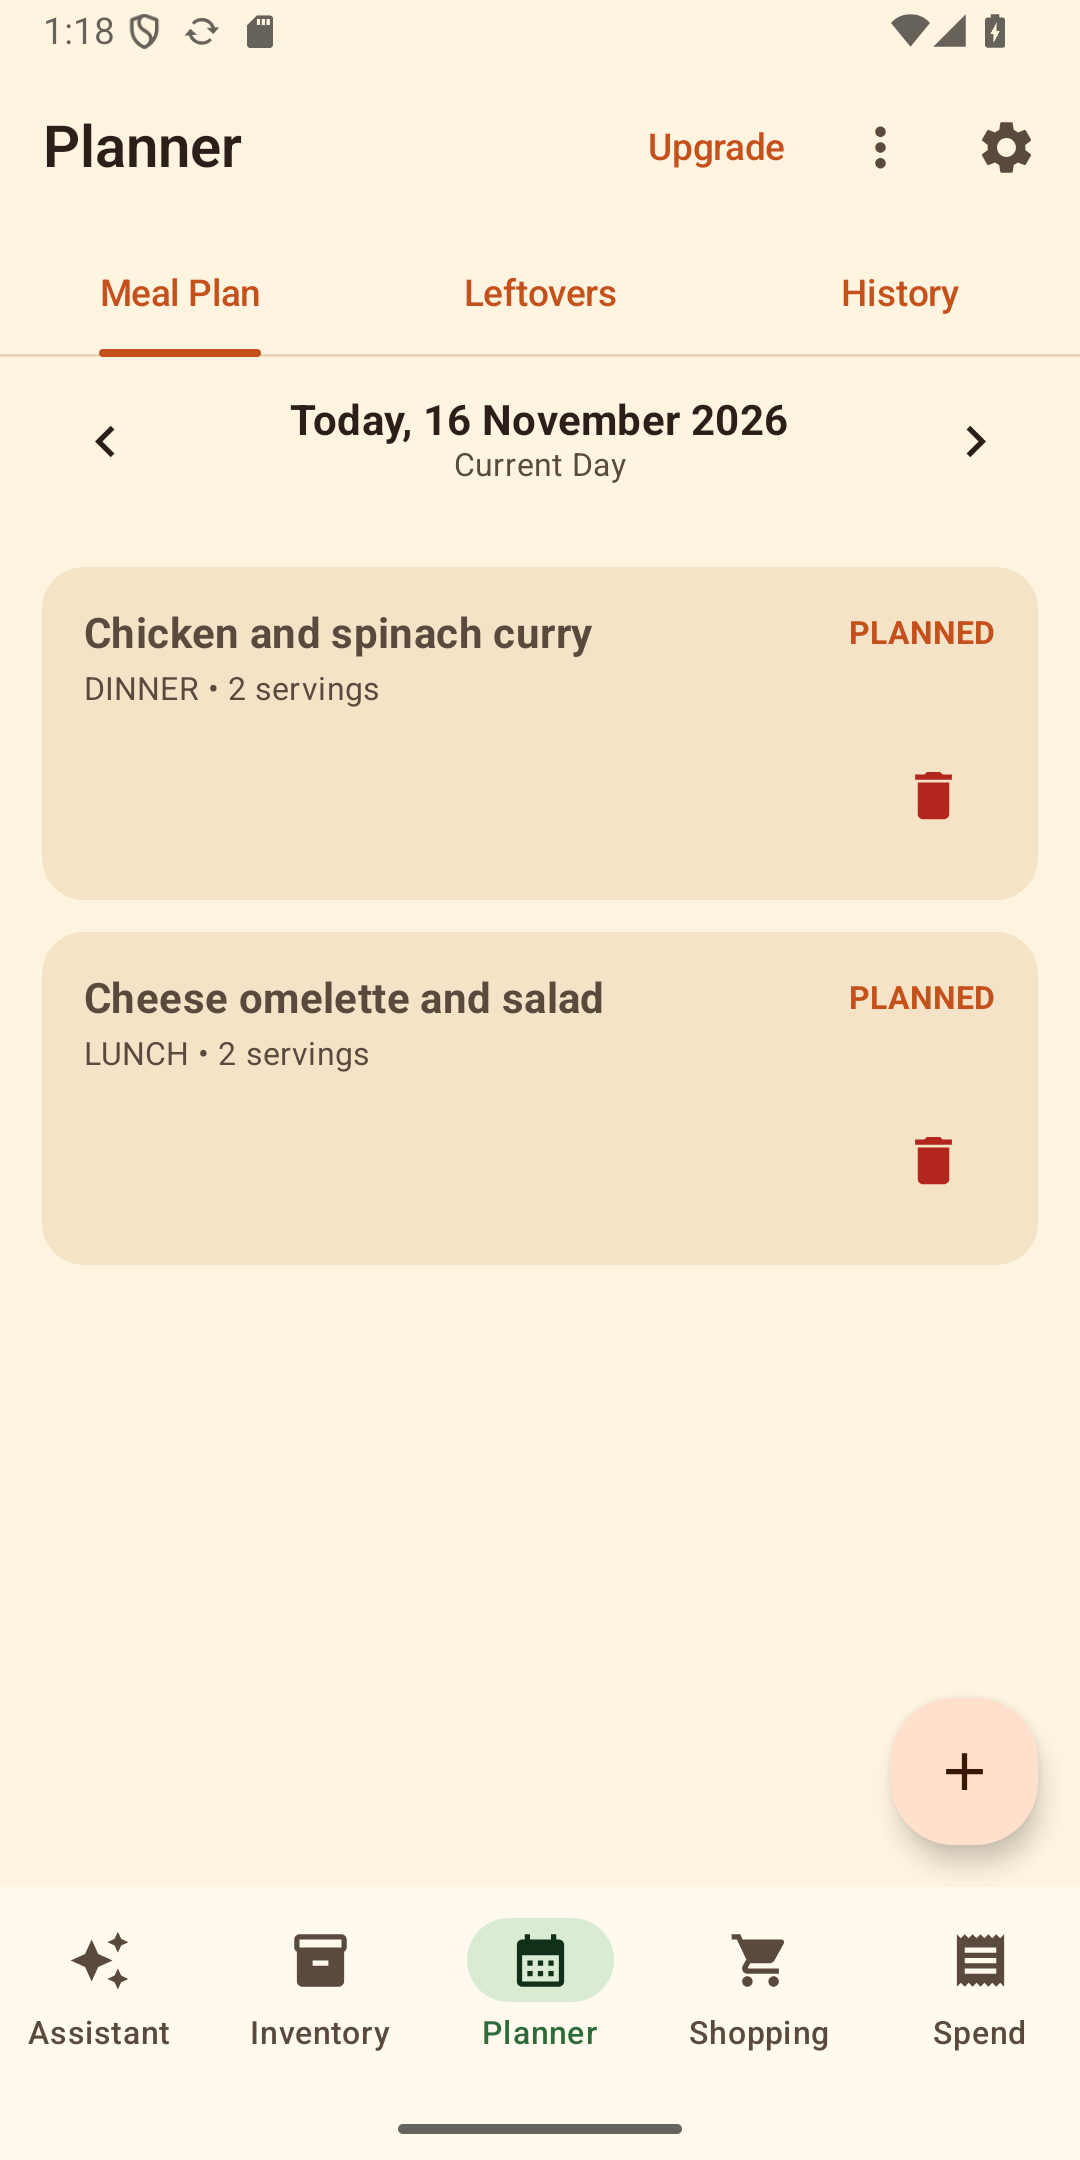 1:18
Planner
Upgrade
Meal Plan
Leftovers
History
Today, 16 November 2026
Current Day
Chicken and spinach curry
PLANNED
DINNER • 2 servings
Cheese omelette and salad
PLANNED
LUNCH • 2 servings
Assistant
Inventory
Planner
Shopping
Spend